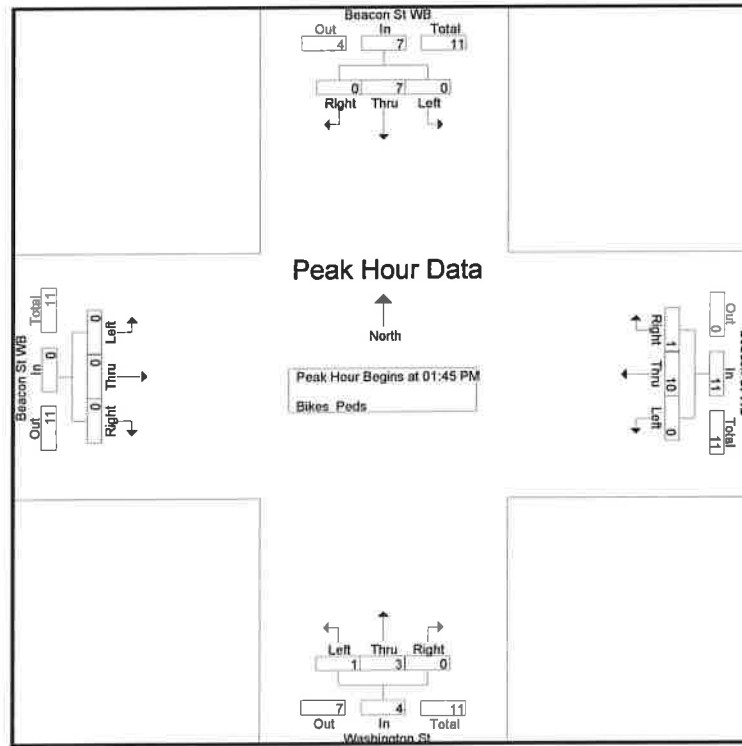 Beacon St WB
Out In Total
4 7 11
0 7 0
Right Thru Left
Peak Hour Data
North
Peak Hour Begins at 01:45 PM
Bikes Peds
Beacon St WB
Out In Total
11 0 11
Left Thru Right
0 0 0
Right Thru Left
1 10 0
Out In Total
0 11 11
Left Thru Right
1 3 0
7 4 11
Out In Total
Washington St